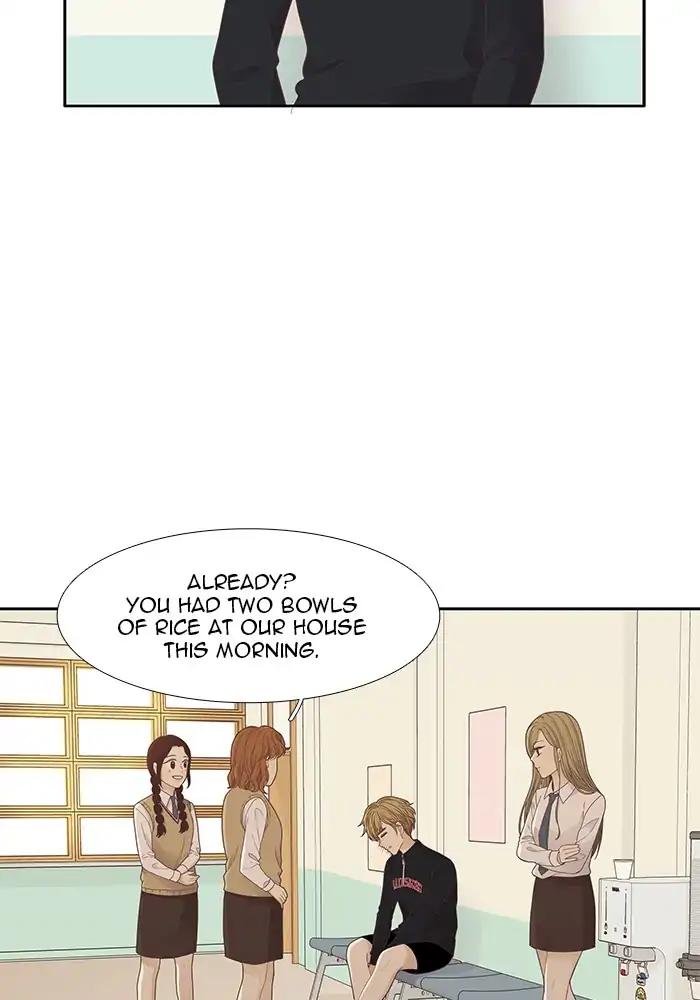 ALREADY?
YOU HAD TWO BOWLS
OF RICE AT OUR HOUSE
THIS MORNING.